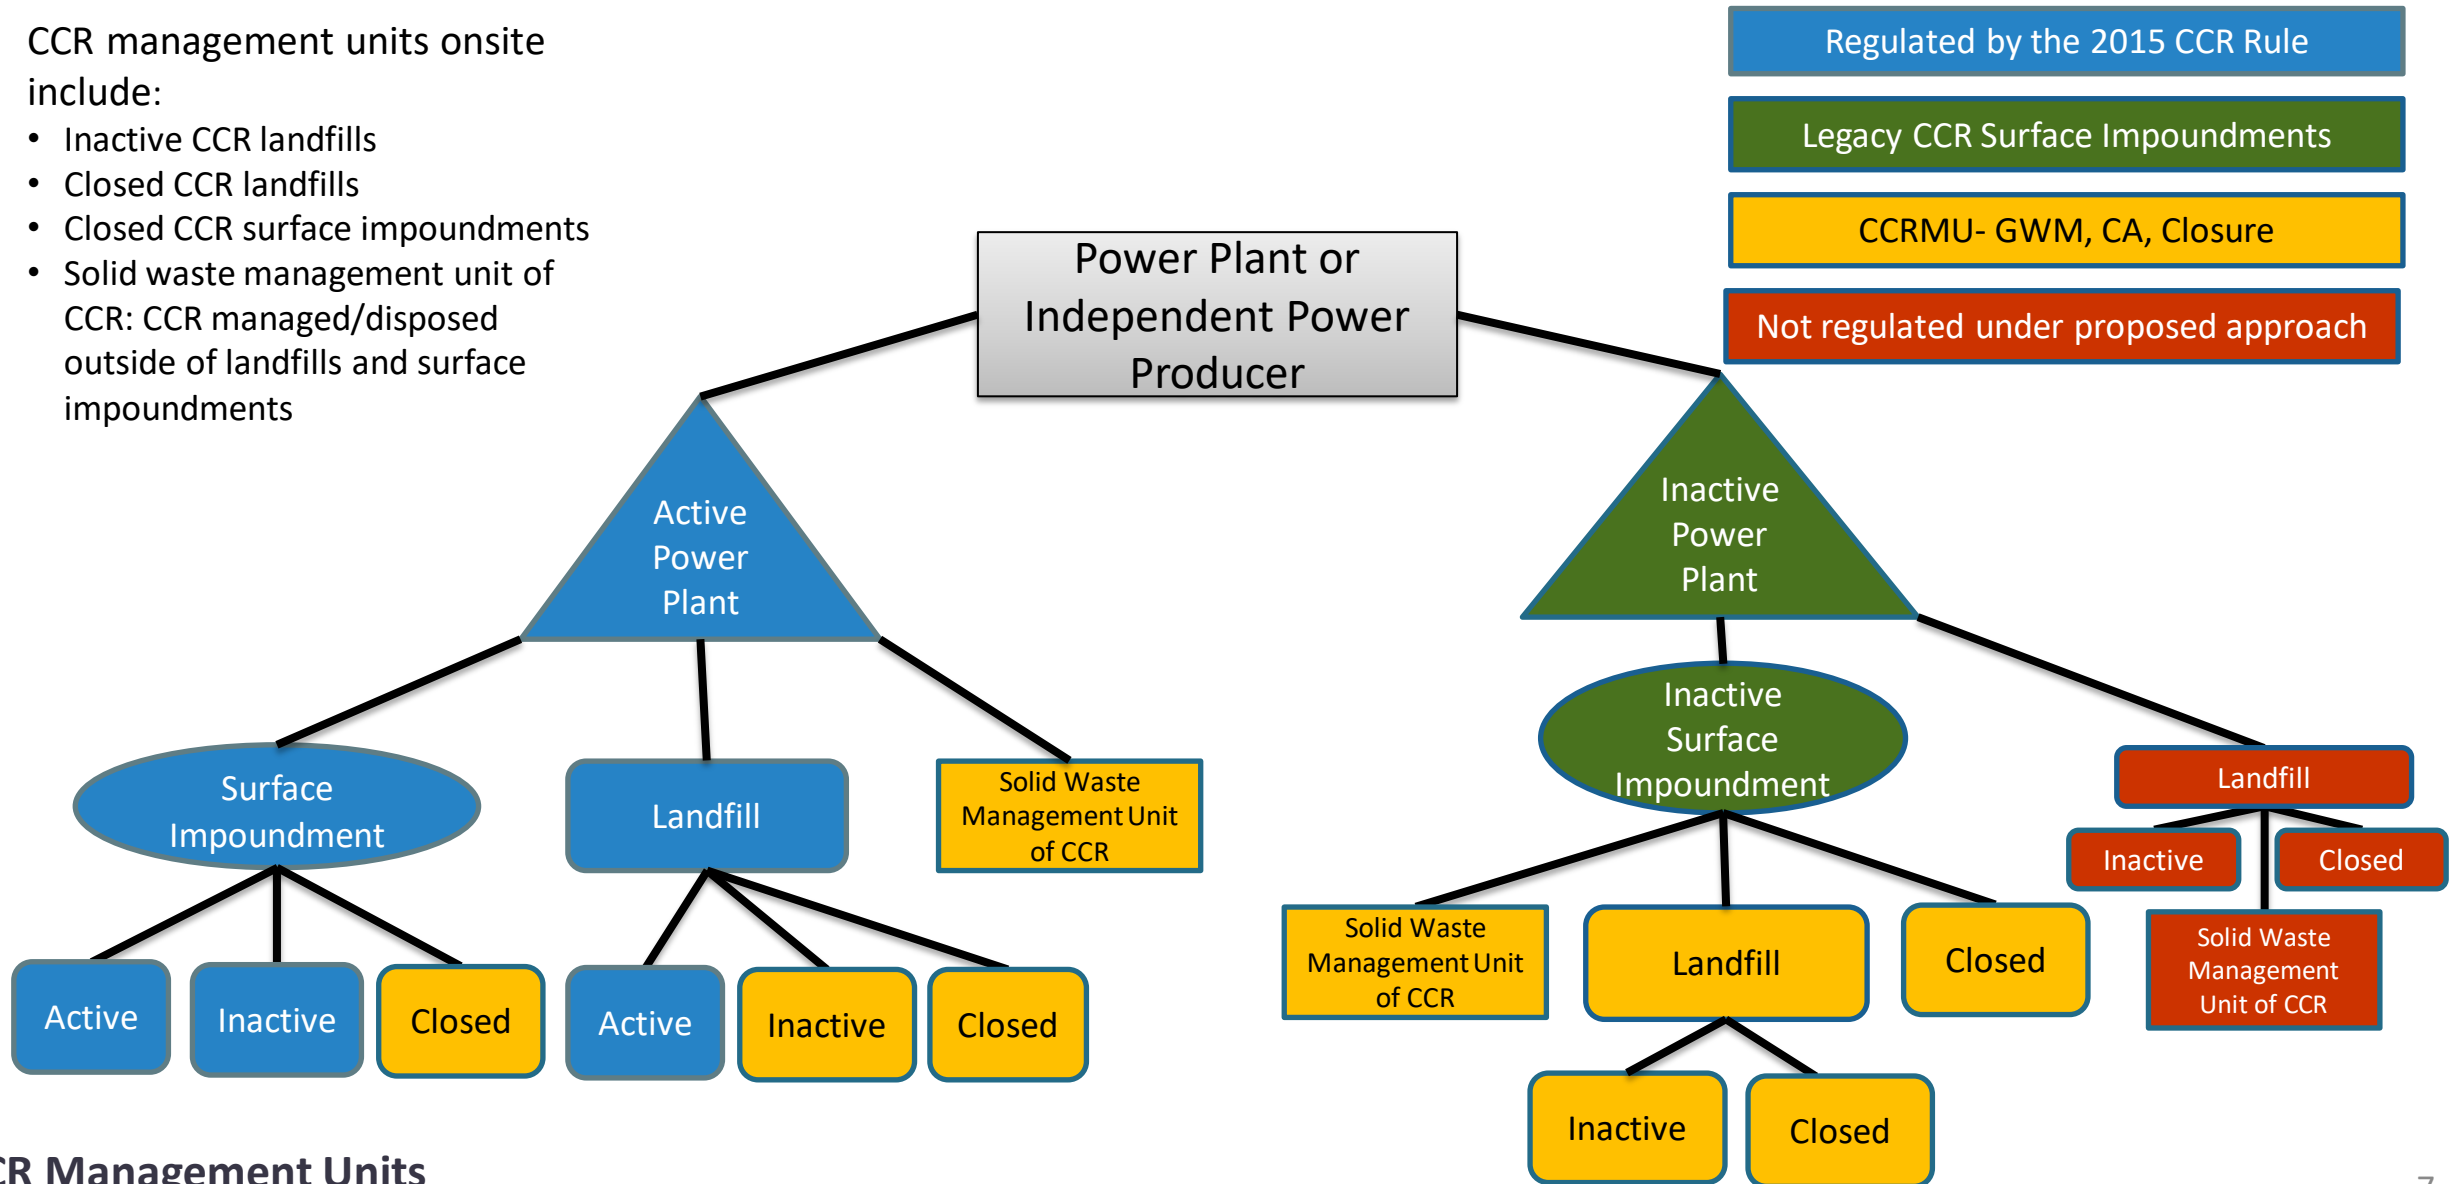 CCR management units onsite
include:
• Inactive CCR landfills
• Closed CCR landfills
• Closed CCR surface impoundments
• Solid waste management unit of
CCR: CCR managed/disposed
outside of landfills and surface
impoundments
Regulated by the 2015 CCR Rule
Legacy CCR Surface Impoundments
CCRMU- GWM, CA, Closure
Not regulated under proposed approach
Power Plant or
Independent Power
Producer
Active
Power
Plant
Inactive
Power
Plant
Surface
Impoundment
Landfill
Solid Waste
Management Unit
of CCR
Active
Inactive
Closed
Active
Inactive
Closed
Inactive
Surface
Impoundment
Landfill
Inactive
Closed
Solid Waste
Management
Unit of CCR
Solid Waste
Management Unit
of CCR
Landfill
Closed
Inactive
Closed
CR Management Units
7